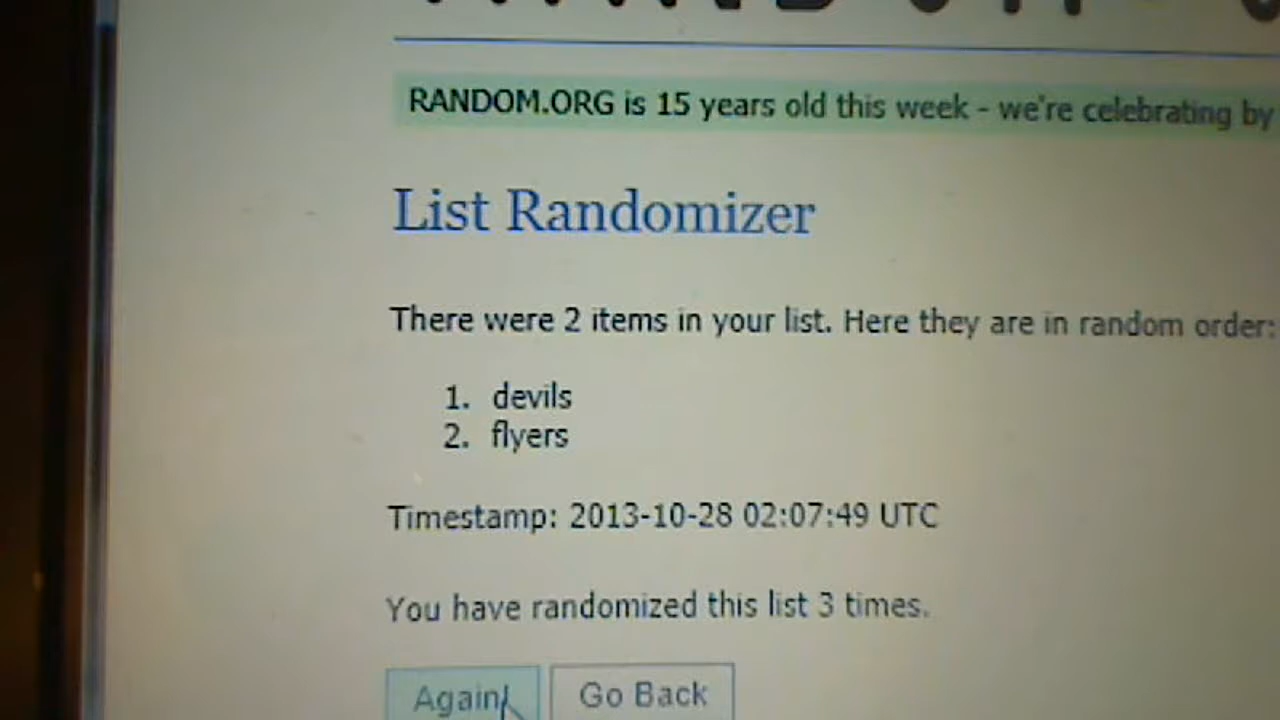 RANDOM.ORG is 15 years old this week - we're celebrating by
List Randomizer
There were 2 items in your list. Here they are in random order:
1. devils
2. flyers
Timestamp: 2013-10-28 02:07:49 UTC
You have randomized this list 3 times.
Again! Go Back